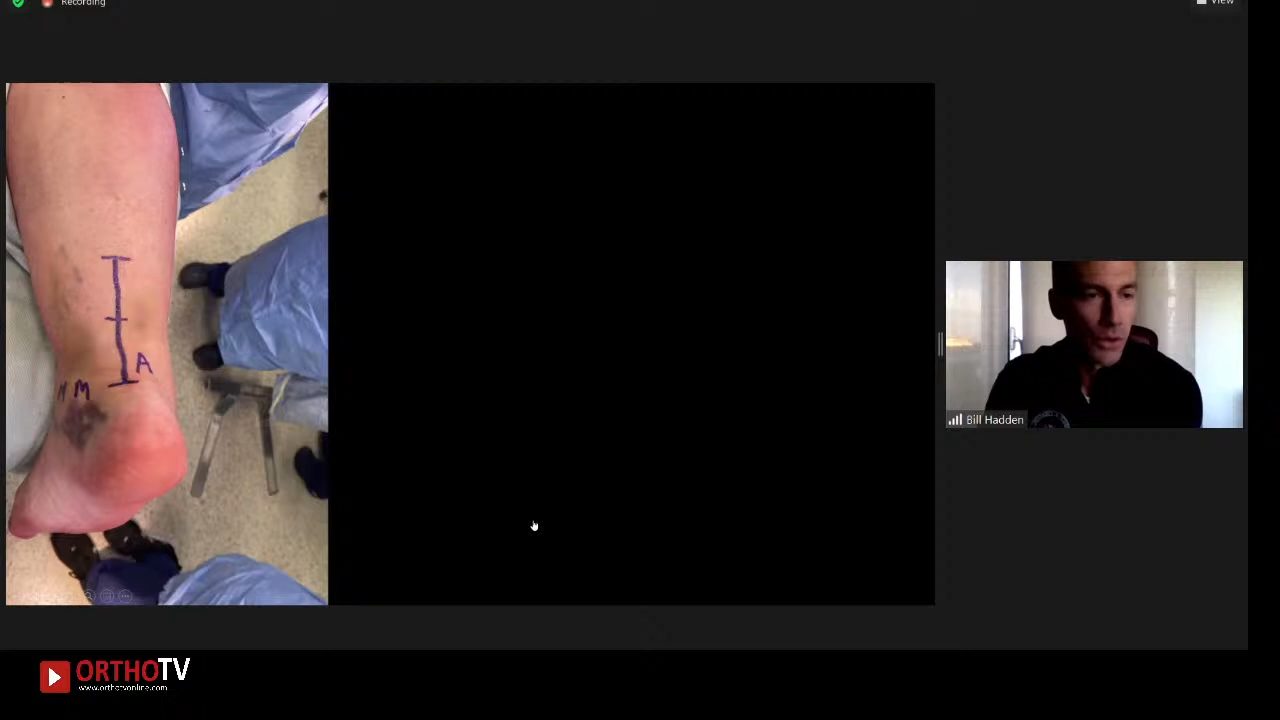 Recording
View
A
M M
Bill Hadden
ORTHOTV
www.orthotvonline.com